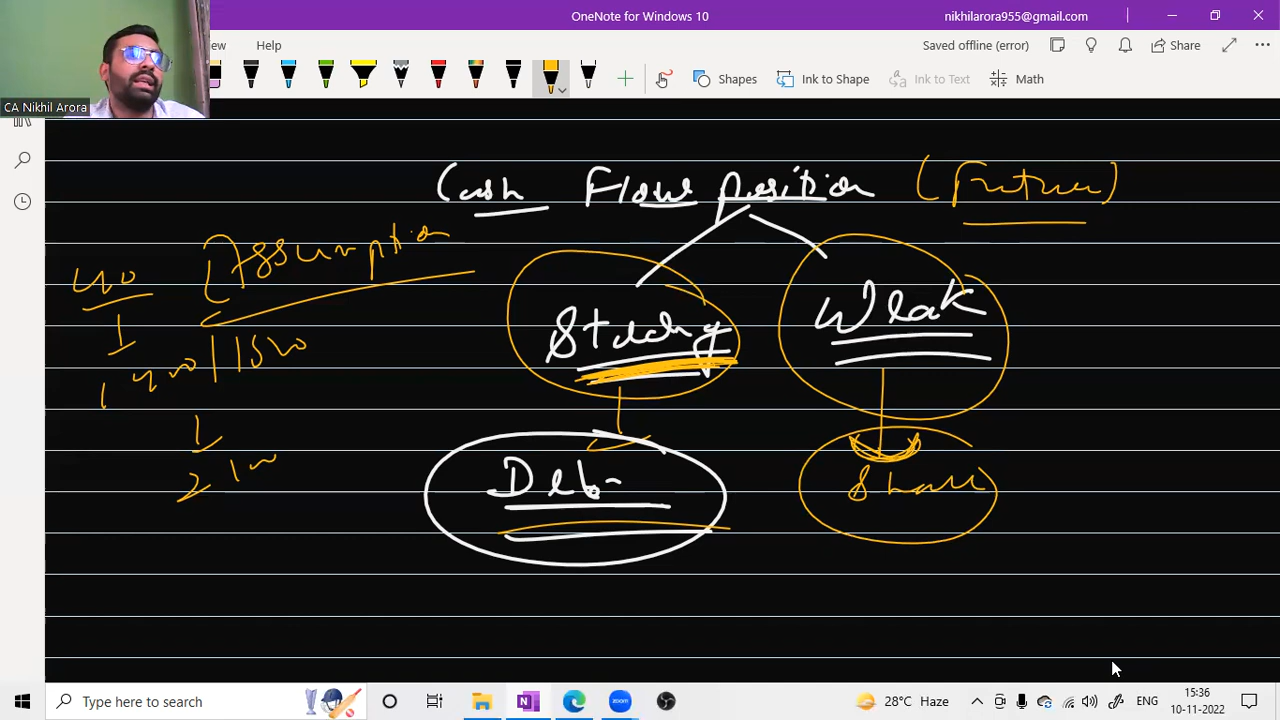 OneNote for Windows 10
nikhilarora955@gmail.com
Help
Saved offline (error)
Share
Shapes
Ink to Shape
Ink to Text
Math
CA Nikhil Arora
Cash Flow Position (Future)
Assumption
40
Weak
1
Share
Type here to search
28°C Haze
ENG
15:36
10-11-2022